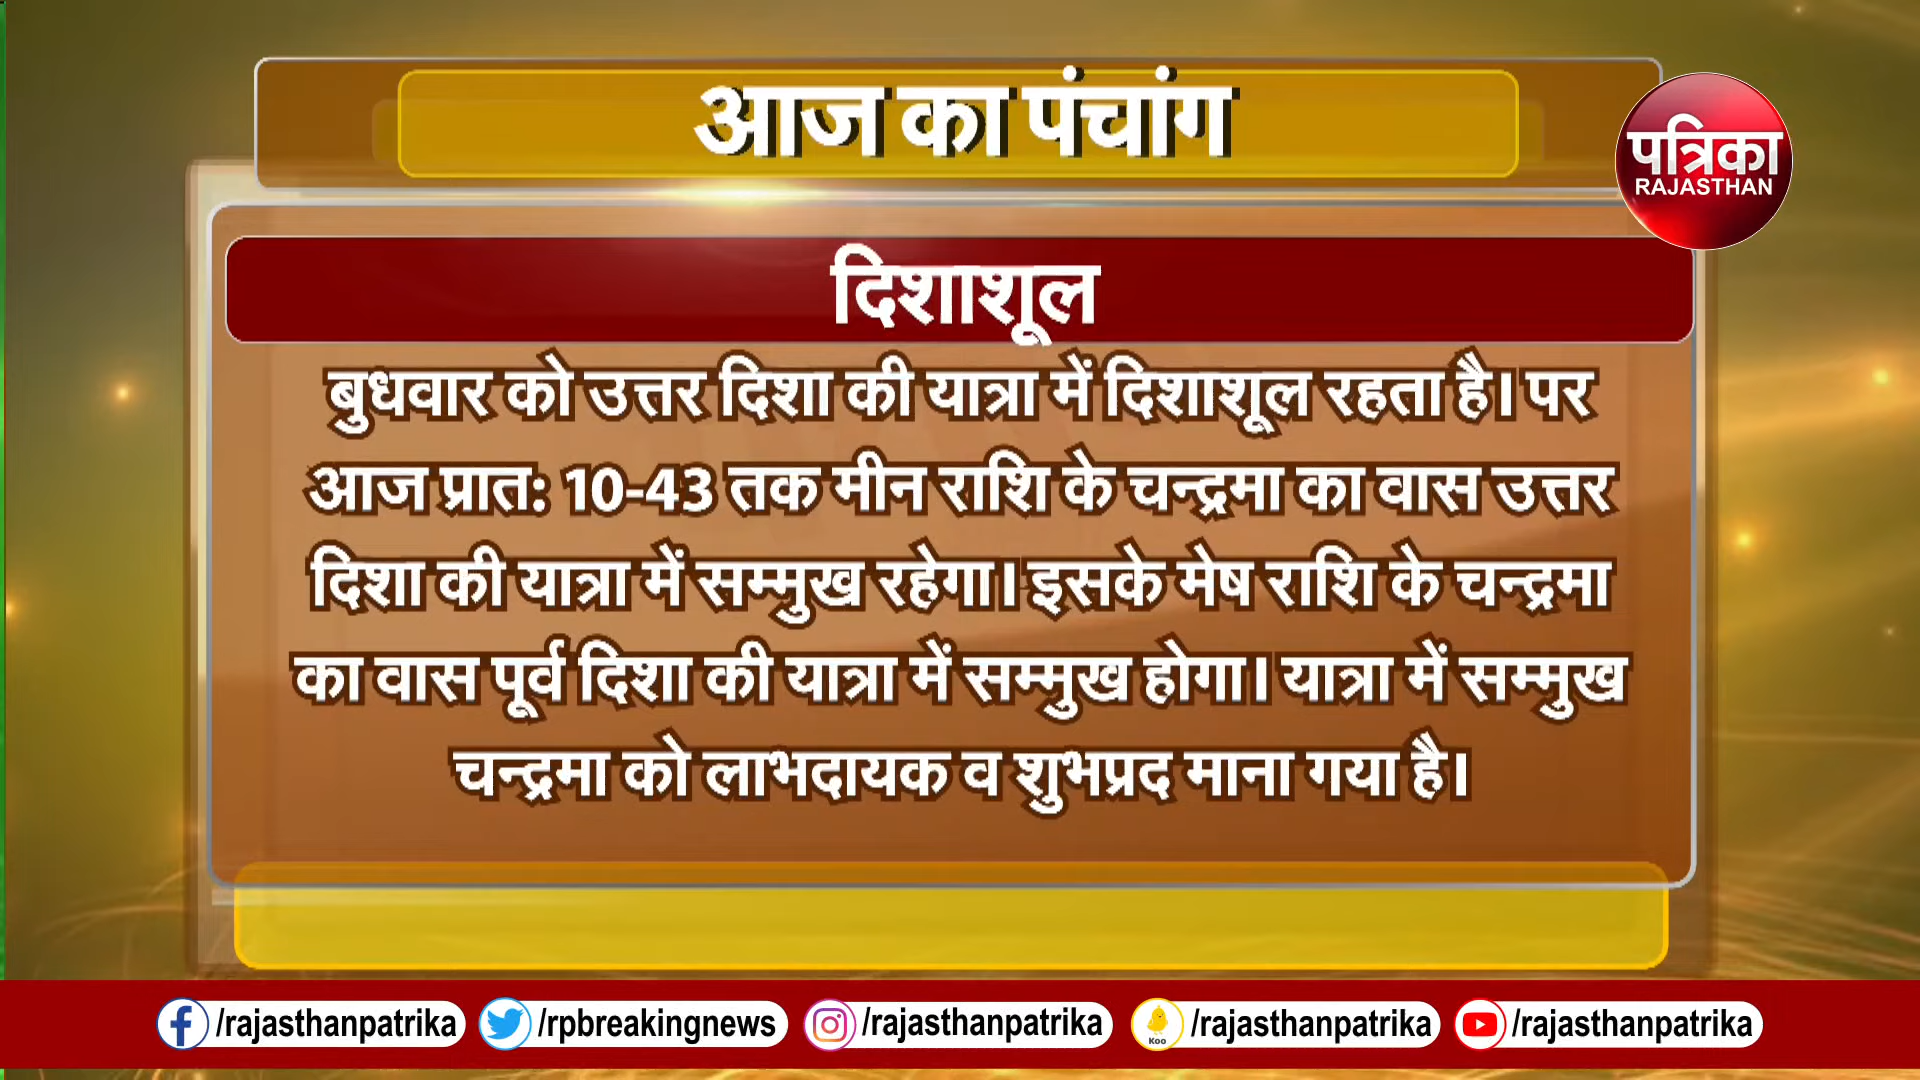 आज का पंचांग
पत्रिका
RAJASTHAN
दिशाशूल
बुधवार को उत्तर दिशा की यात्रा में दिशाशूल रहता है। पर
आज प्रात: 10-43 तक मीन राशि के चन्द्रमा का वास उत्तर
दिशा की यात्रा में सम्मुख रहेगा। इसके मेष राशि के चन्द्रमा
का वास पूर्व दिशा की यात्रा में सम्मुख होगा। यात्रा में सम्मुख
चन्द्रमा को लाभदायक व शुभप्रद माना गया है।
/rajasthanpatrika /rpbreakingnews /rajasthanpatrika Koo /rajasthanpatrika /rajasthanpatrika